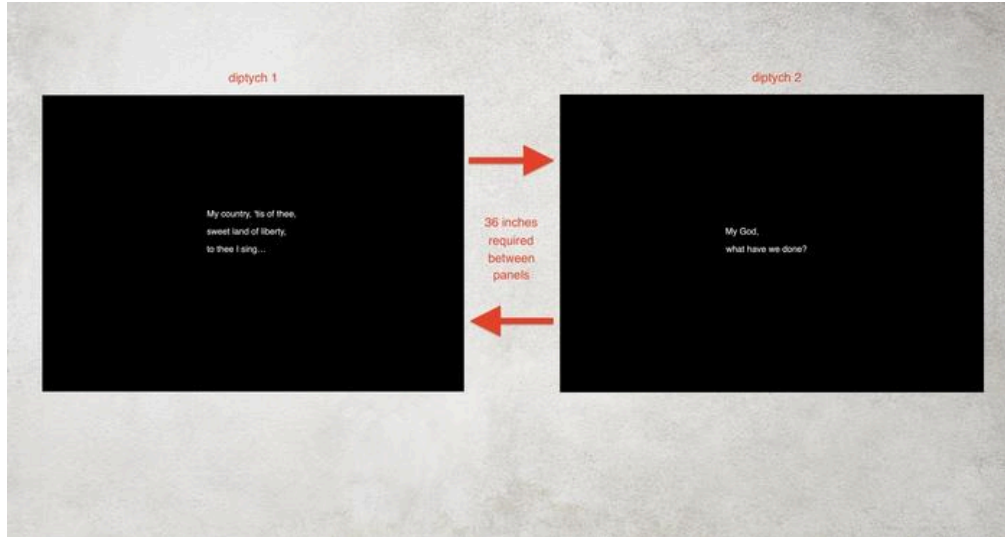 diptych 1
diptych 2
My country, 'tis of thee,
sweet land of liberty,
to thee I sing...
36 inches
required
between
panels
My God,
what have we done?